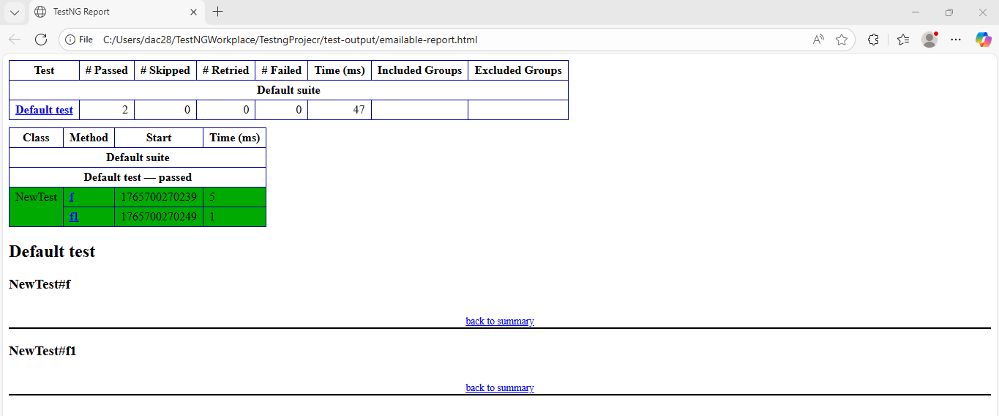 TestNG Report
File C:/Users/dac28/TestNGWorkplace/TestngProjecr/test-output/emailable-report.html
Test # Passed # Skipped # Retried # Failed Time (ms) Included Groups Excluded Groups
Default suite
Default test 2 0 0 0 47
Class Method Start Time (ms)
Default suite
Default test — passed
NewTest f 1765700270239 5
f1 1765700270249 1
Default test
NewTest#f
back to summary
NewTest#f1
back to summary